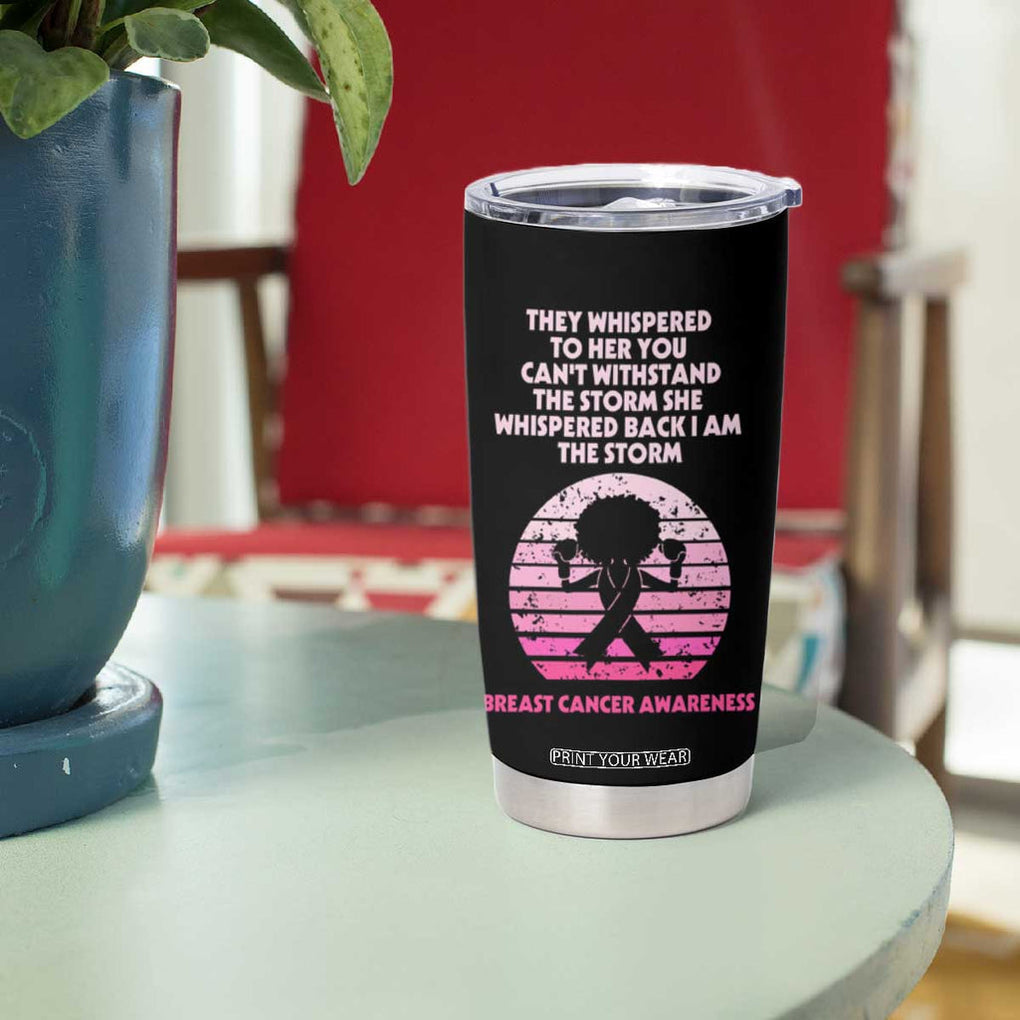 THEY WHISPERED
TO HER YOU
CAN'T WITHSTAND
THE STORM SHE
WHISPERED BACK I AM
THE STORM
BREAST CANCER AWARENESS
PRINT YOUR WEAR